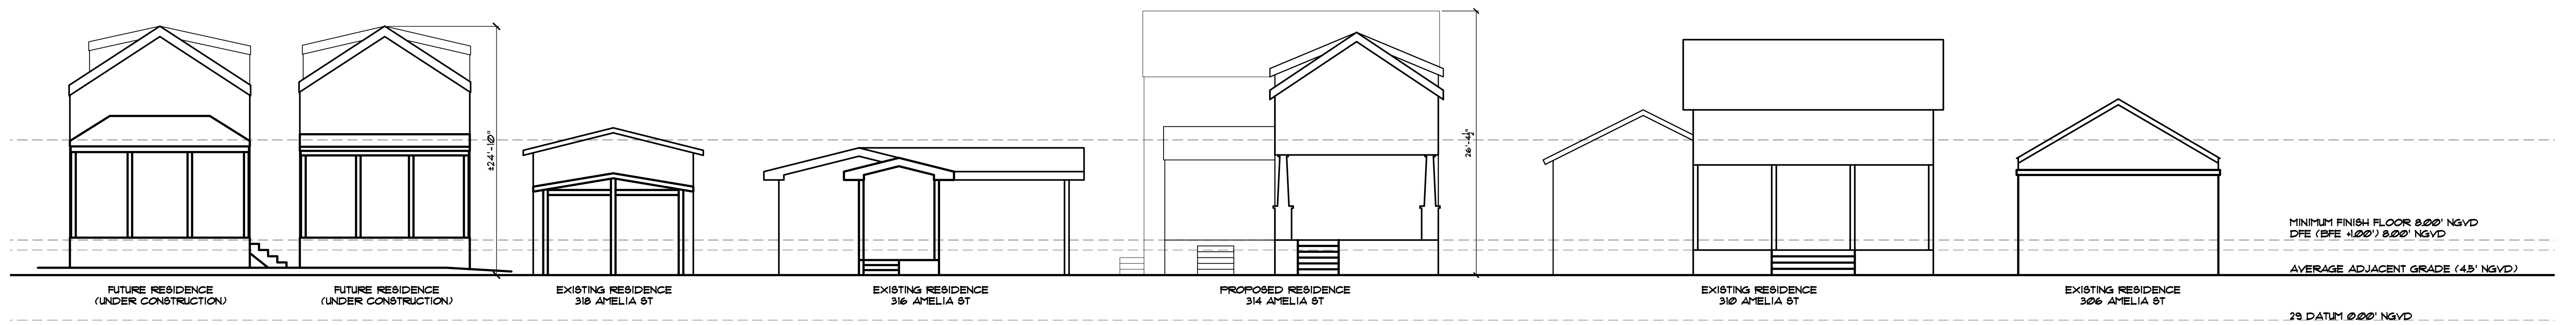 ±24'-10"
26'-4½"
MINIMUM FINISH FLOOR 8.00' NGVD
DFE (BFE +1.00') 8.00' NGVD
AVERAGE ADJACENT GRADE (4.5' NGVD)
FUTURE RESIDENCE
(UNDER CONSTRUCTION)
FUTURE RESIDENCE
(UNDER CONSTRUCTION)
EXISTING RESIDENCE
318 AMELIA ST
EXISTING RESIDENCE
316 AMELIA ST
PROPOSED RESIDENCE
314 AMELIA ST
EXISTING RESIDENCE
310 AMELIA ST
EXISTING RESIDENCE
306 AMELIA ST
29 DATUM 0.00' NGVD